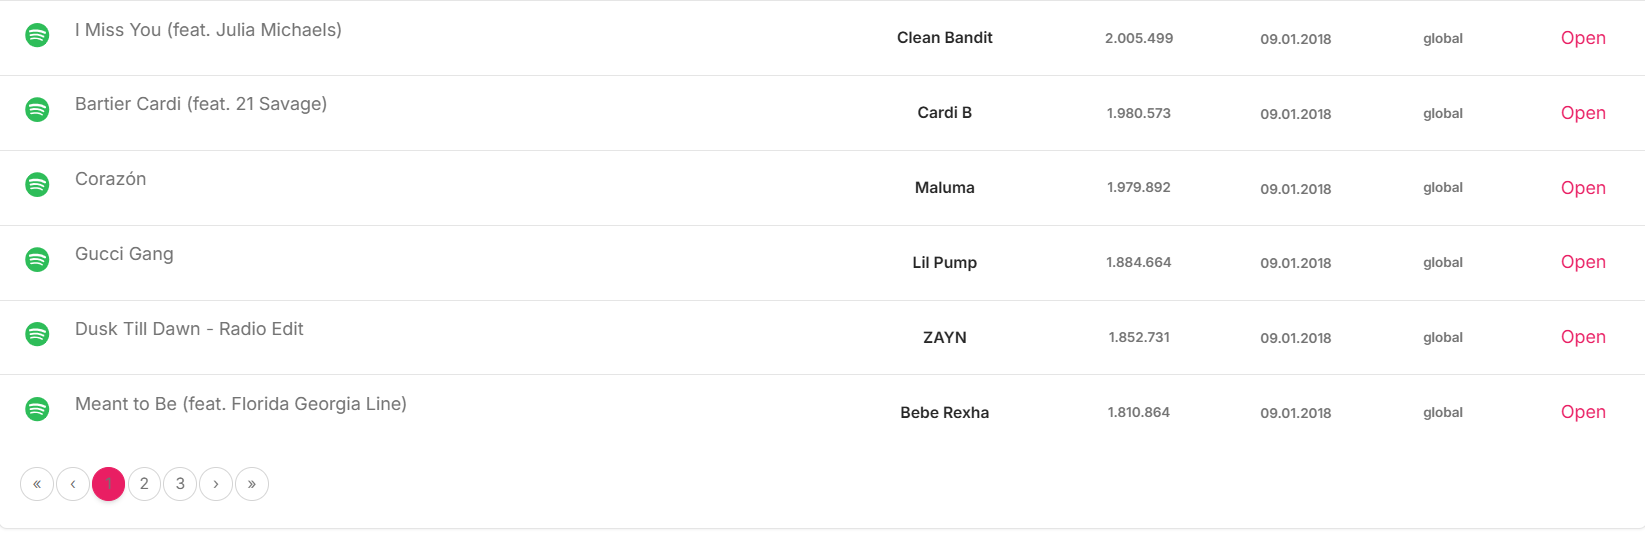 I Miss You (feat. Julia Michaels) Clean Bandit 2.005.499 09.01.2018 global Open
Bartier Cardi (feat. 21 Savage) Cardi B 1.980.573 09.01.2018 global Open
Corazón Maluma 1.979.892 09.01.2018 global Open
Gucci Gang Lil Pump 1.884.664 09.01.2018 global Open
Dusk Till Dawn - Radio Edit ZAYN 1.852.731 09.01.2018 global Open
Meant to Be (feat. Florida Georgia Line) Bebe Rexha 1.810.864 09.01.2018 global Open
« ‹ 1 2 3 › »